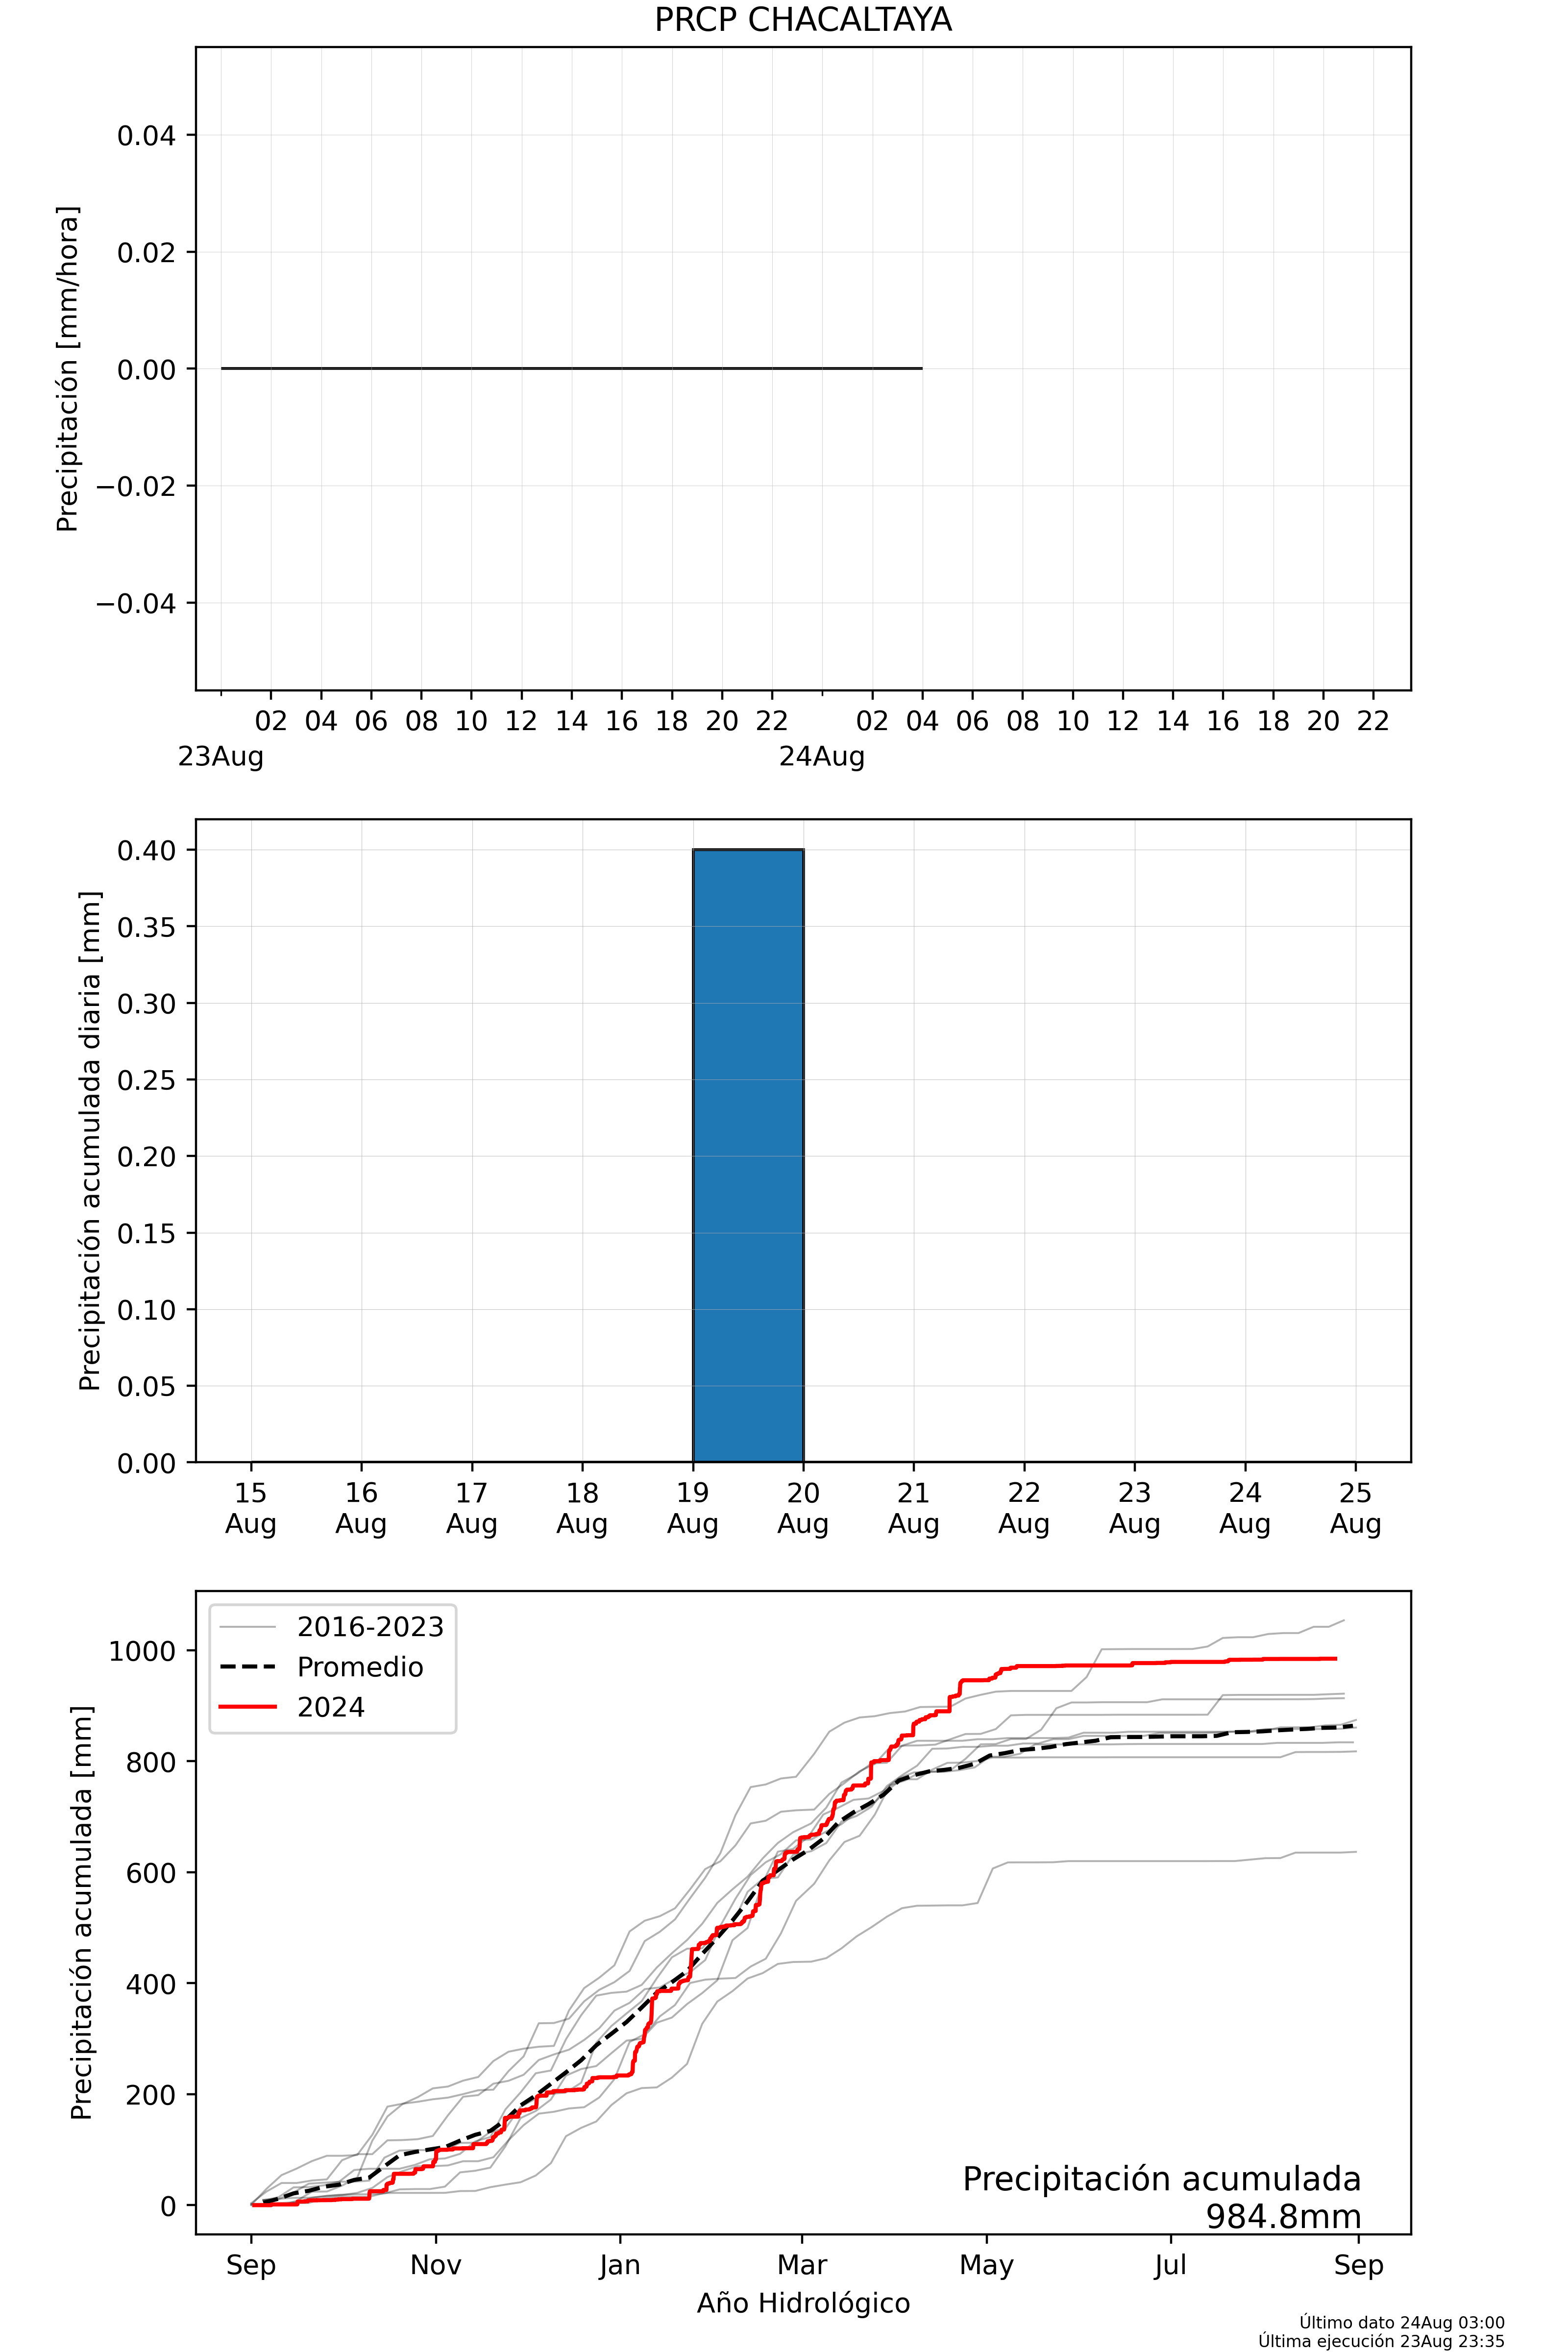 PRCP CHACALTAYA
Precipitación [mm/hora]
0.04
0.02
0.00
−0.02
−0.04
02 04 06 08 10 12 14 16 18 20 22 02 04 06 08 10 12 14 16 18 20 22
23Aug 24Aug
Precipitación acumulada diaria [mm]
0.40
0.35
0.30
0.25
0.20
0.15
0.10
0.05
0.00
15 16 17 18 19 20 21 22 23 24 25
Aug Aug Aug Aug Aug Aug Aug Aug Aug Aug Aug
Precipitación acumulada [mm]
1000
800
600
400
200
0
2016-2023
Promedio
2024
Precipitación acumulada
984.8mm
Sep Nov Jan Mar May Jul Sep
Año Hidrológico
Último dato 24Aug 03:00
Última ejecución 23Aug 23:35